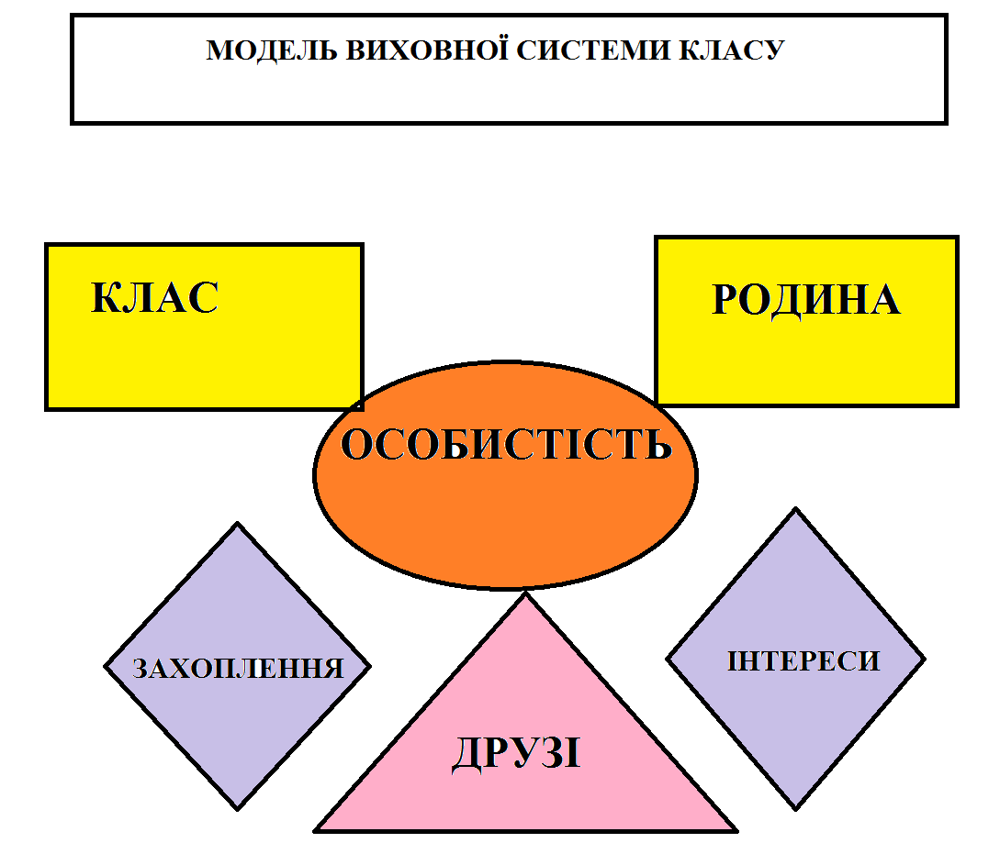 МОДЕЛЬ ВИХОВНОЇ СИСТЕМИ КЛАСУ
КЛАС
РОДИНА
ОСОБИСТІСТЬ
ЗАХОПЛЕННЯ
ІНТЕРЕСИ
ДРУЗІ